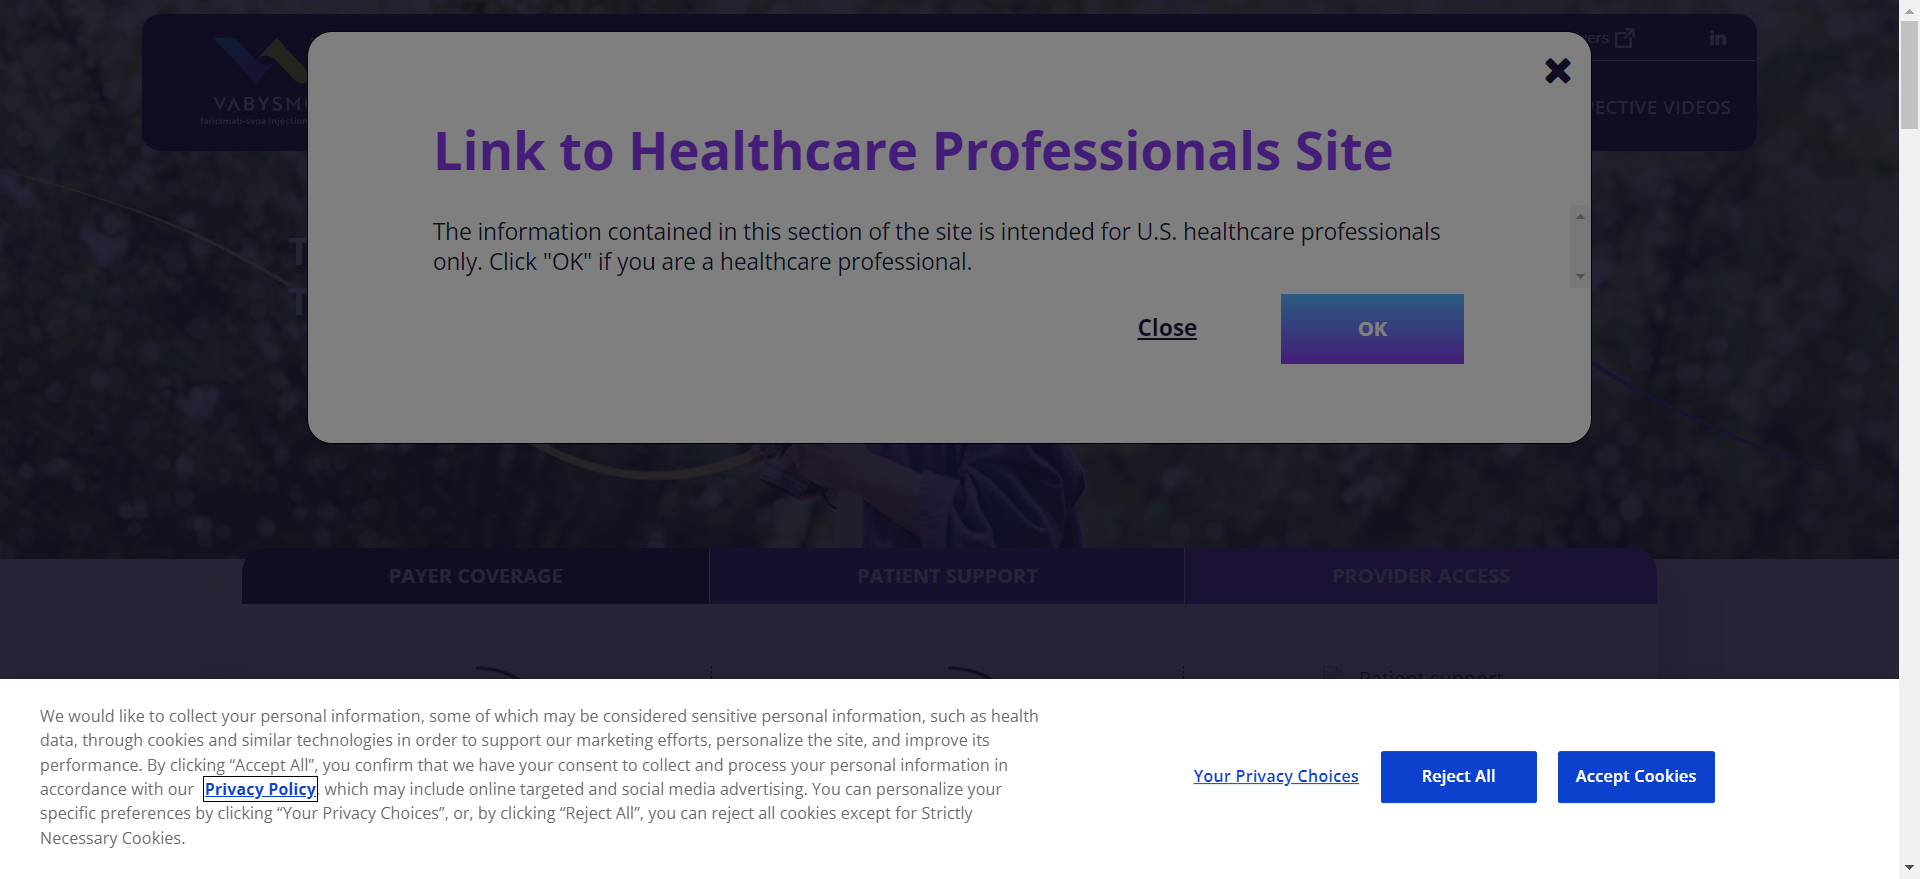 VABYSM
faricimab-svoa injection
in
ECTIVE VIDEOS
Link to Healthcare Professionals Site
The information contained in this section of the site is intended for U.S. healthcare professionals
only. Click "OK" if you are a healthcare professional.
Close
OK
PAYER COVERAGE
PATIENT SUPPORT
PROVIDER ACCESS
Patient support
We would like to collect your personal information, some of which may be considered sensitive personal information, such as health
data, through cookies and similar technologies in order to support our marketing efforts, personalize the site, and improve its
performance. By clicking “Accept All”, you confirm that we have your consent to collect and process your personal information in
accordance with our Privacy Policy, which may include online targeted and social media advertising. You can personalize your
specific preferences by clicking “Your Privacy Choices”, or, by clicking “Reject All”, you can reject all cookies except for Strictly
Necessary Cookies.
Your Privacy Choices
Reject All
Accept Cookies